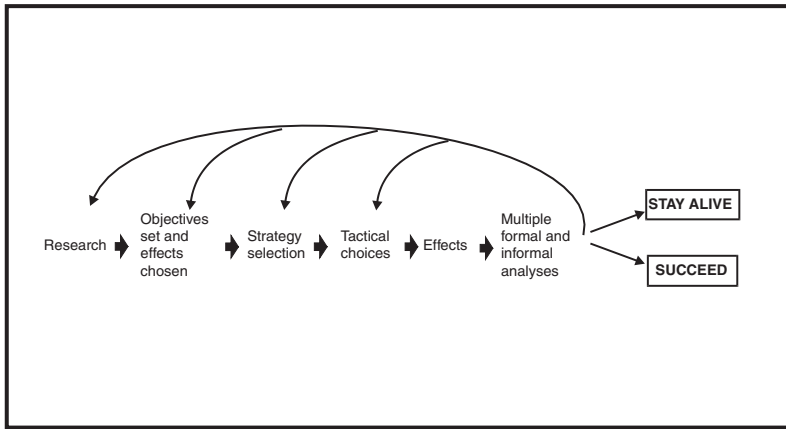 Research
Objectives
set and
effects
chosen
Strategy
selection
Tactical
choices
Effects
Multiple
formal and
informal
analyses
STAY ALIVE
SUCCEED